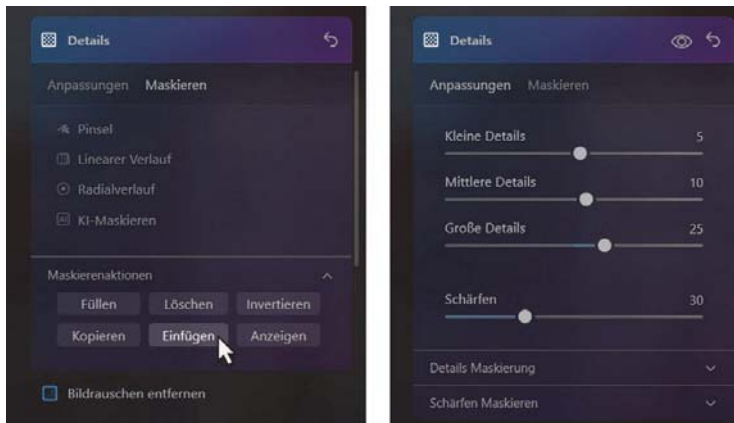 Details
Anpassungen Maskieren
Pinsel
Linearer Verlauf
Radialverlauf
KI-Maskieren
Maskierenaktionen
Füllen Löschen Invertieren
Kopieren Einfügen Anzeigen
Bildrauschen entfernen
Details
Anpassungen Maskieren
Kleine Details 5
Mittlere Details 10
Große Details 25
Schärfen 30
Details Maskierung
Schärfen Maskieren